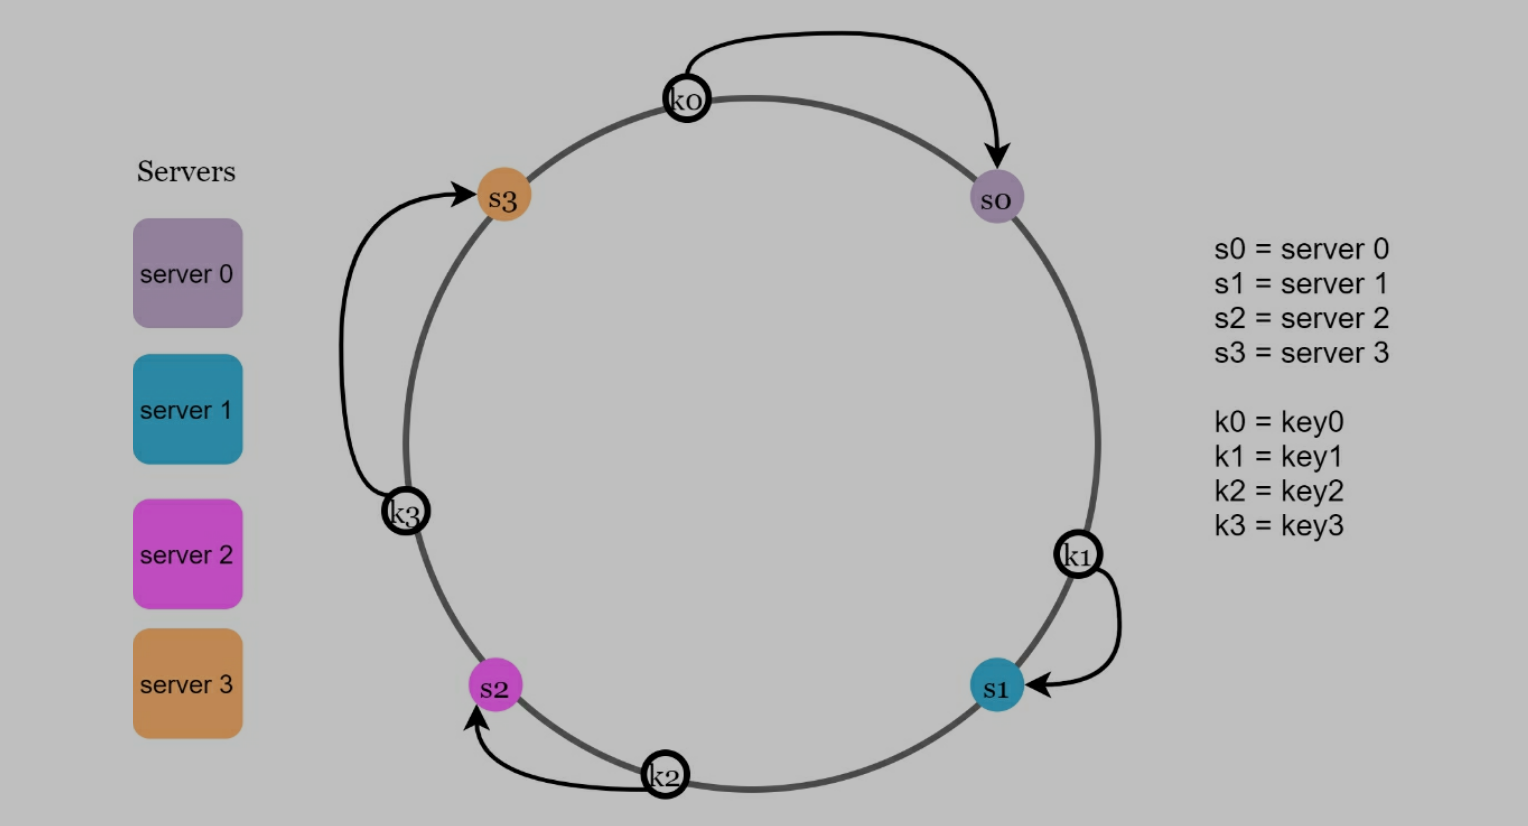 Servers
server 0
server 1
server 2
server 3
k0
s3
s0
k3
k1
s2
s1
k2
s0 = server 0
s1 = server 1
s2 = server 2
s3 = server 3
k0 = key0
k1 = key1
k2 = key2
k3 = key3